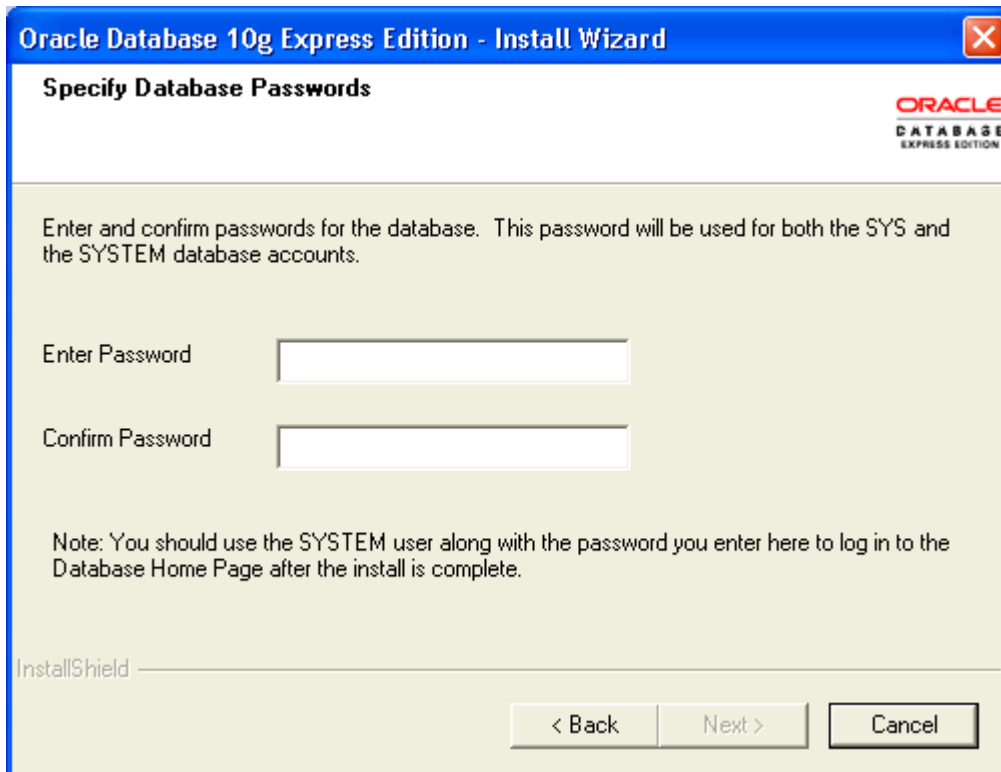 Oracle Database 10g Express Edition - Install Wizard
Specify Database Passwords
ORACLE
DATABASE
EXPRESS EDITION
Enter and confirm passwords for the database.  This password will be used for both the SYS and
the SYSTEM database accounts.
Enter Password
Confirm Password
Note: You should use the SYSTEM user along with the password you enter here to log in to the
Database Home Page after the install is complete.
InstallShield
< Back
Next >
Cancel